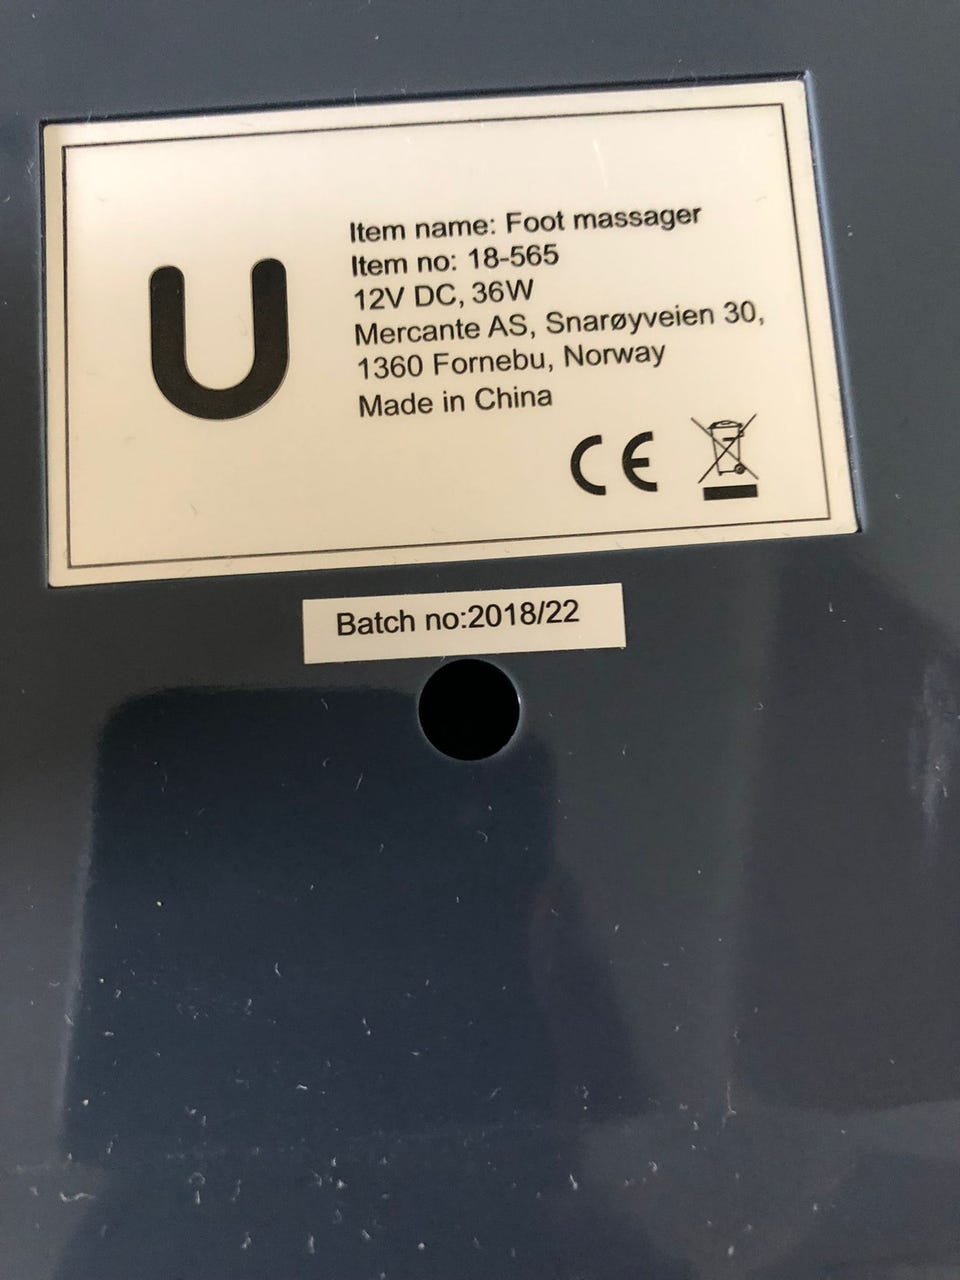 U
Item name: Foot massager
Item no: 18-565
12V DC, 36W
Mercante AS, Snarøyveien 30,
1360 Fornebu, Norway
Made in China
CE
Batch no:2018/22